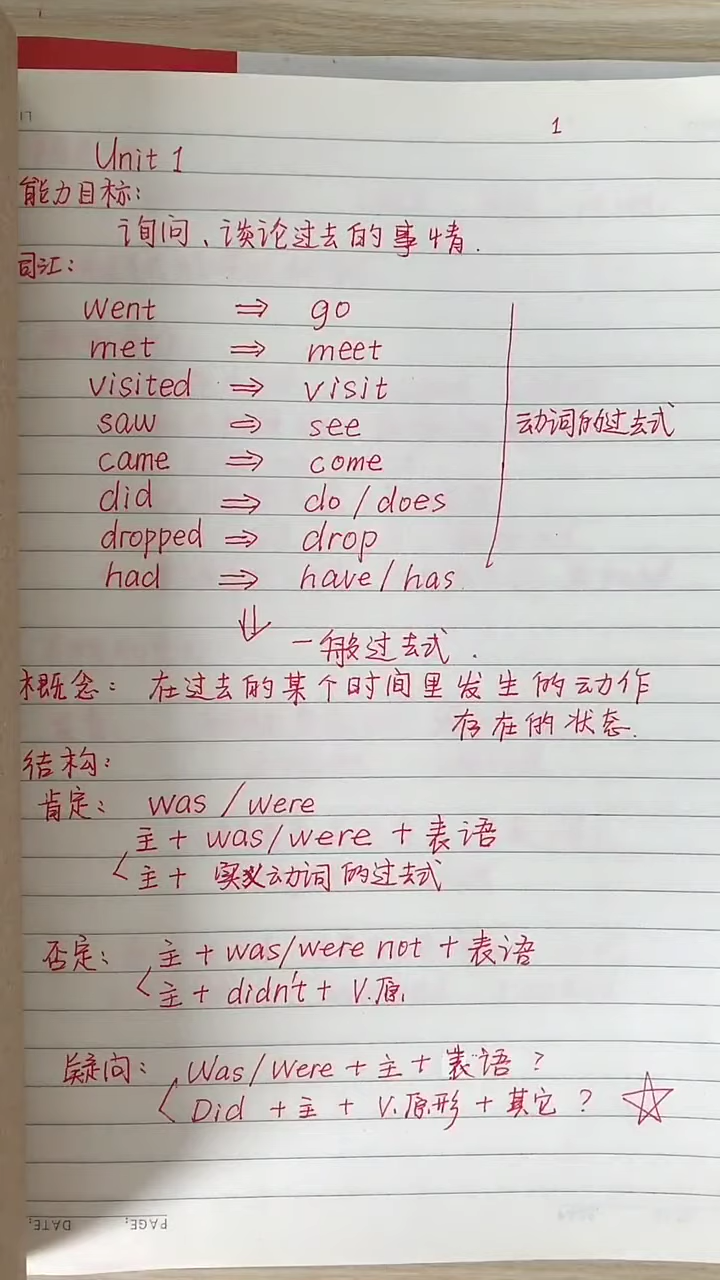 1
Unit 1
能力目标:
询问、谈论过去的事情.
词汇:
went ⇒ go
met ⇒ meet
visited ⇒ visit
saw ⇒ see
came ⇒ come
did ⇒ do / does
dropped ⇒ drop
had ⇒ have / has
动词的过去式
⇓ 一般过去式.
概念: 在过去的某个时间里发生的动作
存在的状态.
结构:
肯定: was / were
主 + was/were + 表语
主 + 实义动词的过去式
否定: 主 + was/were not + 表语
主 + didn't + V.原.
疑问: Was/Were + 主 + 表语 ?
Did + 主 + V.原形 + 其它 ?
PAGE: DATE: